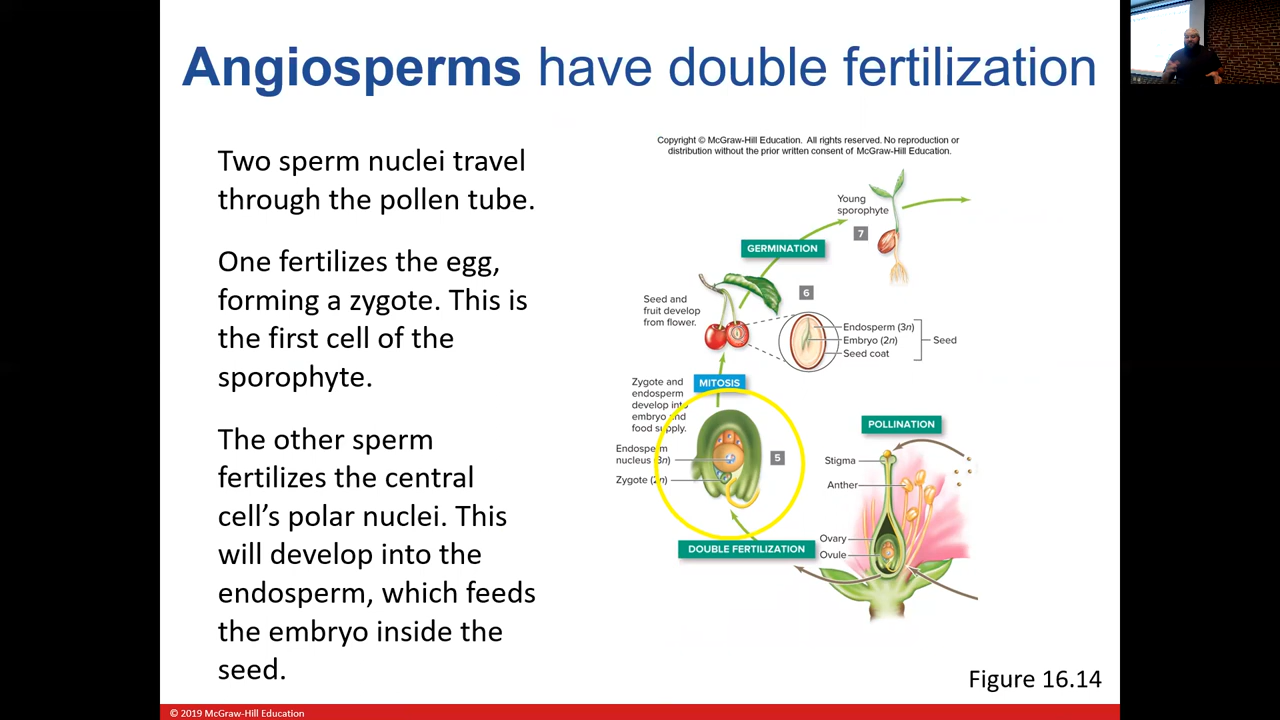 Angiosperms have double fertilization
Two sperm nuclei travel
through the pollen tube.
One fertilizes the egg,
forming a zygote. This is
the first cell of the
sporophyte.
The other sperm
fertilizes the central
cell’s polar nuclei. This
will develop into the
endosperm, which feeds
the embryo inside the
seed.
Copyright © McGraw-Hill Education. All rights reserved. No reproduction or
distribution without the prior written consent of McGraw-Hill Education.
Young
sporophyte
7
GERMINATION
6
Seed and
fruit develop
from flower.
Endosperm (3n)
Embryo (2n)
Seed coat
Seed
MITOSIS
Zygote and
endosperm
develop into
embryo and
food supply.
Endosperm
nucleus (3n)
Zygote (2n)
5
DOUBLE FERTILIZATION
POLLINATION
Stigma
Anther
Ovary
Ovule
Figure 16.14
© 2019 McGraw-Hill Education